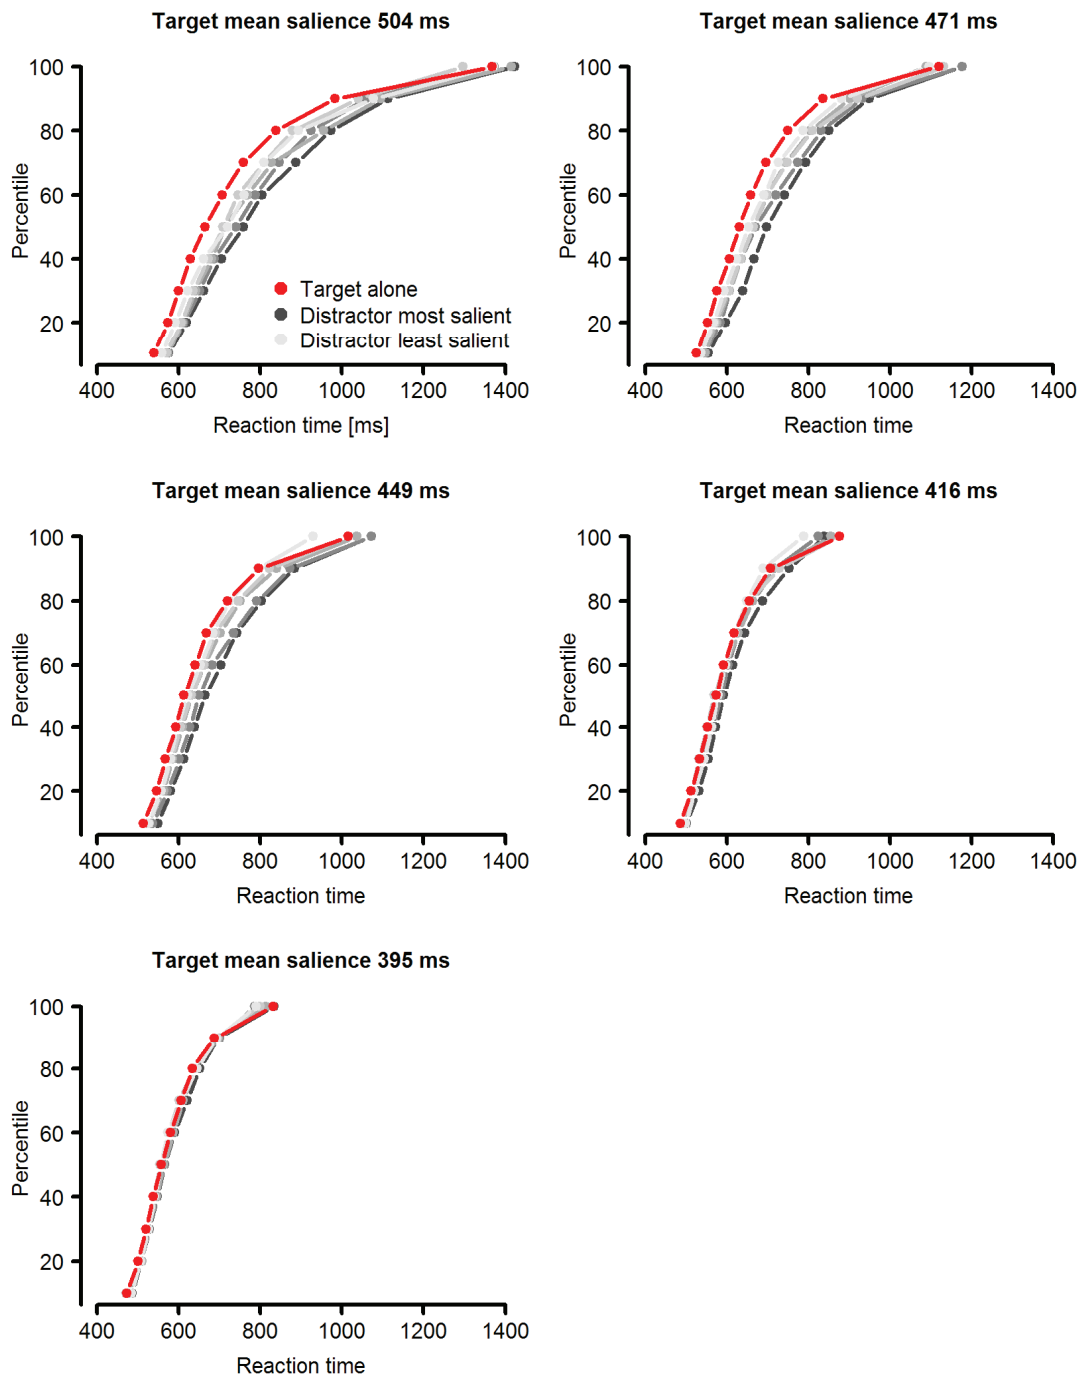 Target mean salience 504 ms
Percentile
100
80
60
40
20
Target alone
Distractor most salient
Distractor least salient
400 600 800 1000 1200 1400
Reaction time [ms]
Target mean salience 471 ms
Percentile
100
80
60
40
20
400 600 800 1000 1200 1400
Reaction time
Target mean salience 449 ms
Percentile
100
80
60
40
20
400 600 800 1000 1200 1400
Reaction time
Target mean salience 416 ms
Percentile
100
80
60
40
20
400 600 800 1000 1200 1400
Reaction time
Target mean salience 395 ms
Percentile
100
80
60
40
20
400 600 800 1000 1200 1400
Reaction time